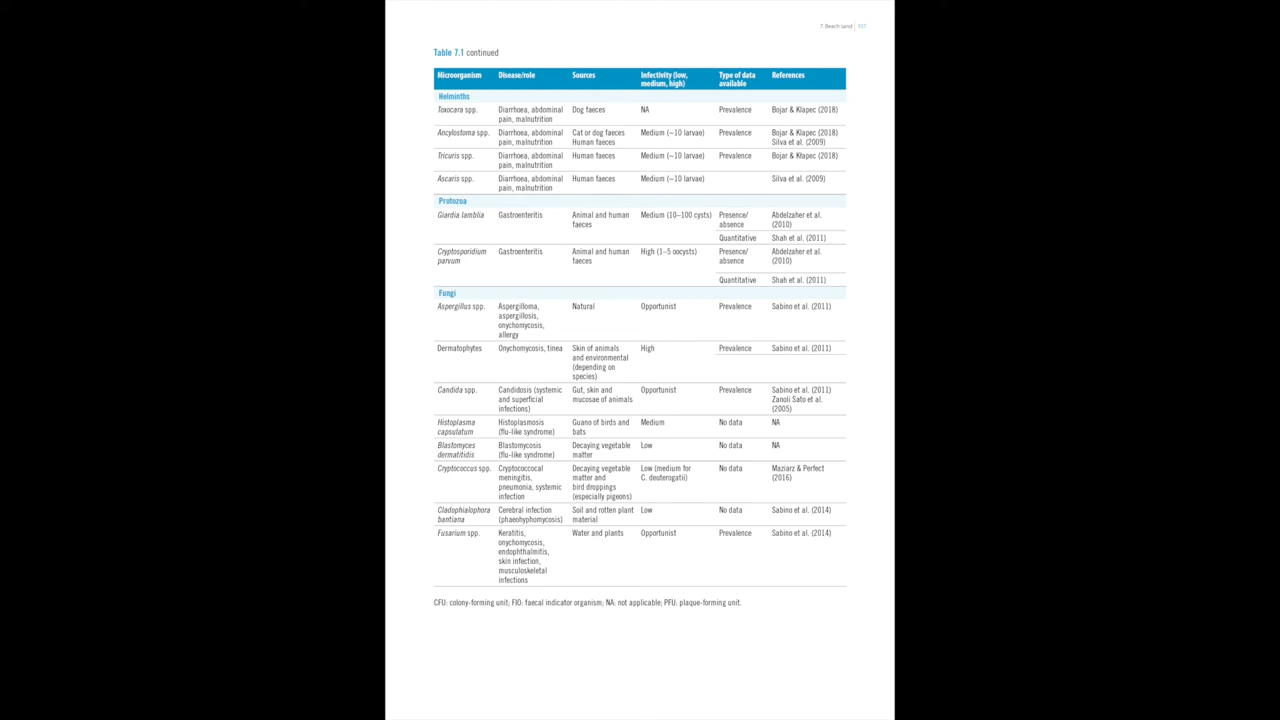 7. Beach sand 107
Table 7.1 continued
Microorganism Disease/role Sources Infectivity (low, medium, high) Type of data available References
Helminths
Toxocara spp. Diarrhoea, abdominal pain, malnutrition Dog faeces NA Prevalence Bojar & Kłapec (2018)
Ancylostoma spp. Diarrhoea, abdominal pain, malnutrition Cat or dog faeces Human faeces Medium (~10 larvae) Prevalence Bojar & Kłapec (2018) Silva et al. (2009)
Tricuris spp. Diarrhoea, abdominal pain, malnutrition Human faeces Medium (~10 larvae) Prevalence Bojar & Kłapec (2018)
Ascaris spp. Diarrhoea, abdominal pain, malnutrition Human faeces Medium (~10 larvae) Silva et al. (2009)
Protozoa
Giardia lamblia Gastroenteritis Animal and human faeces Medium (10–100 cysts) Presence/absence Abdelzaher et al. (2010)
Quantitative Shah et al. (2011)
Cryptosporidium parvum Gastroenteritis Animal and human faeces High (1–5 oocysts) Presence/absence Abdelzaher et al. (2010)
Quantitative Shah et al. (2011)
Fungi
Aspergillus spp. Aspergilloma, aspergillosis, onychomycosis, allergy Natural Opportunist Prevalence Sabino et al. (2011)
Dermatophytes Onychomycosis, tinea Skin of animals and environmental (depending on species) High Prevalence Sabino et al. (2011)
Candida spp. Candidosis (systemic and superficial infections) Gut, skin and mucosae of animals Opportunist Prevalence Sabino et al. (2011) Zanoli Sato et al. (2005)
Histoplasma capsulatum Histoplasmosis (flu-like syndrome) Guano of birds and bats Medium No data NA
Blastomyces dermatitidis Blastomycosis (flu-like syndrome) Decaying vegetable matter Low No data NA
Cryptococcus spp. Cryptococcocal meningitis, pneumonia, systemic infection Decaying vegetable matter and bird droppings (especially pigeons) Low (medium for C. deuterogatii) No data Maziarz & Perfect (2016)
Cladophialophora bantiana Cerebral infection (phaeohyphomycosis) Soil and rotten plant material Low No data Sabino et al. (2014)
Fusarium spp. Keratitis, onychomycosis, endophthalmitis, skin infection, musculoskeletal infections Water and plants Opportunist Prevalence Sabino et al. (2014)
CFU: colony-forming unit; FIO: faecal indicator organism; NA: not applicable; PFU: plaque-forming unit.